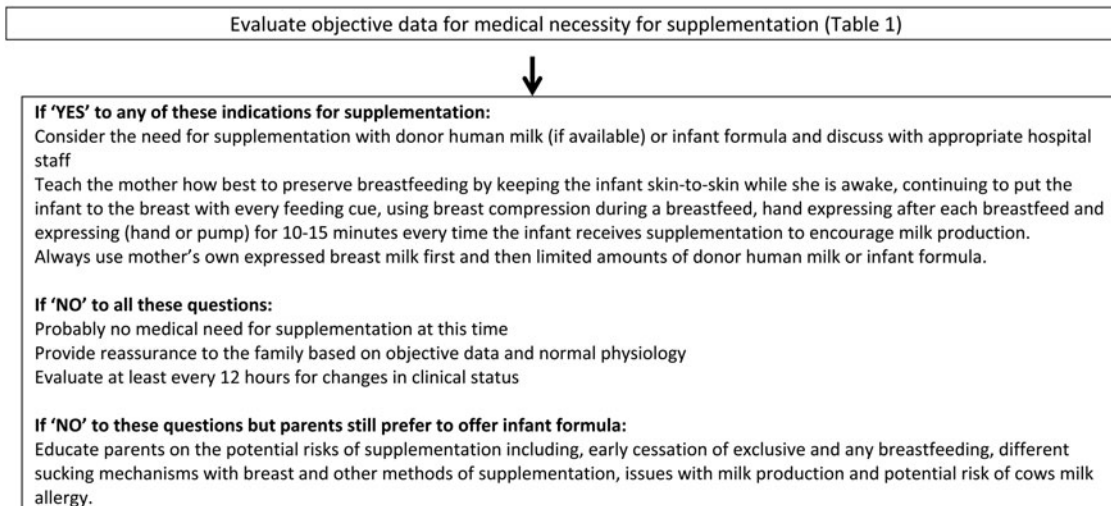 Evaluate objective data for medical necessity for supplementation (Table 1)
If ‘YES’ to any of these indications for supplementation:
Consider the need for supplementation with donor human milk (if available) or infant formula and discuss with appropriate hospital
staff
Teach the mother how best to preserve breastfeeding by keeping the infant skin-to-skin while she is awake, continuing to put the
infant to the breast with every feeding cue, using breast compression during a breastfeed, hand expressing after each breastfeed and
expressing (hand or pump) for 10-15 minutes every time the infant receives supplementation to encourage milk production.
Always use mother’s own expressed breast milk first and then limited amounts of donor human milk or infant formula.
If ‘NO’ to all these questions:
Probably no medical need for supplementation at this time
Provide reassurance to the family based on objective data and normal physiology
Evaluate at least every 12 hours for changes in clinical status
If ‘NO’ to these questions but parents still prefer to offer infant formula:
Educate parents on the potential risks of supplementation including, early cessation of exclusive and any breastfeeding, different
sucking mechanisms with breast and other methods of supplementation, issues with milk production and potential risk of cows milk
allergy.